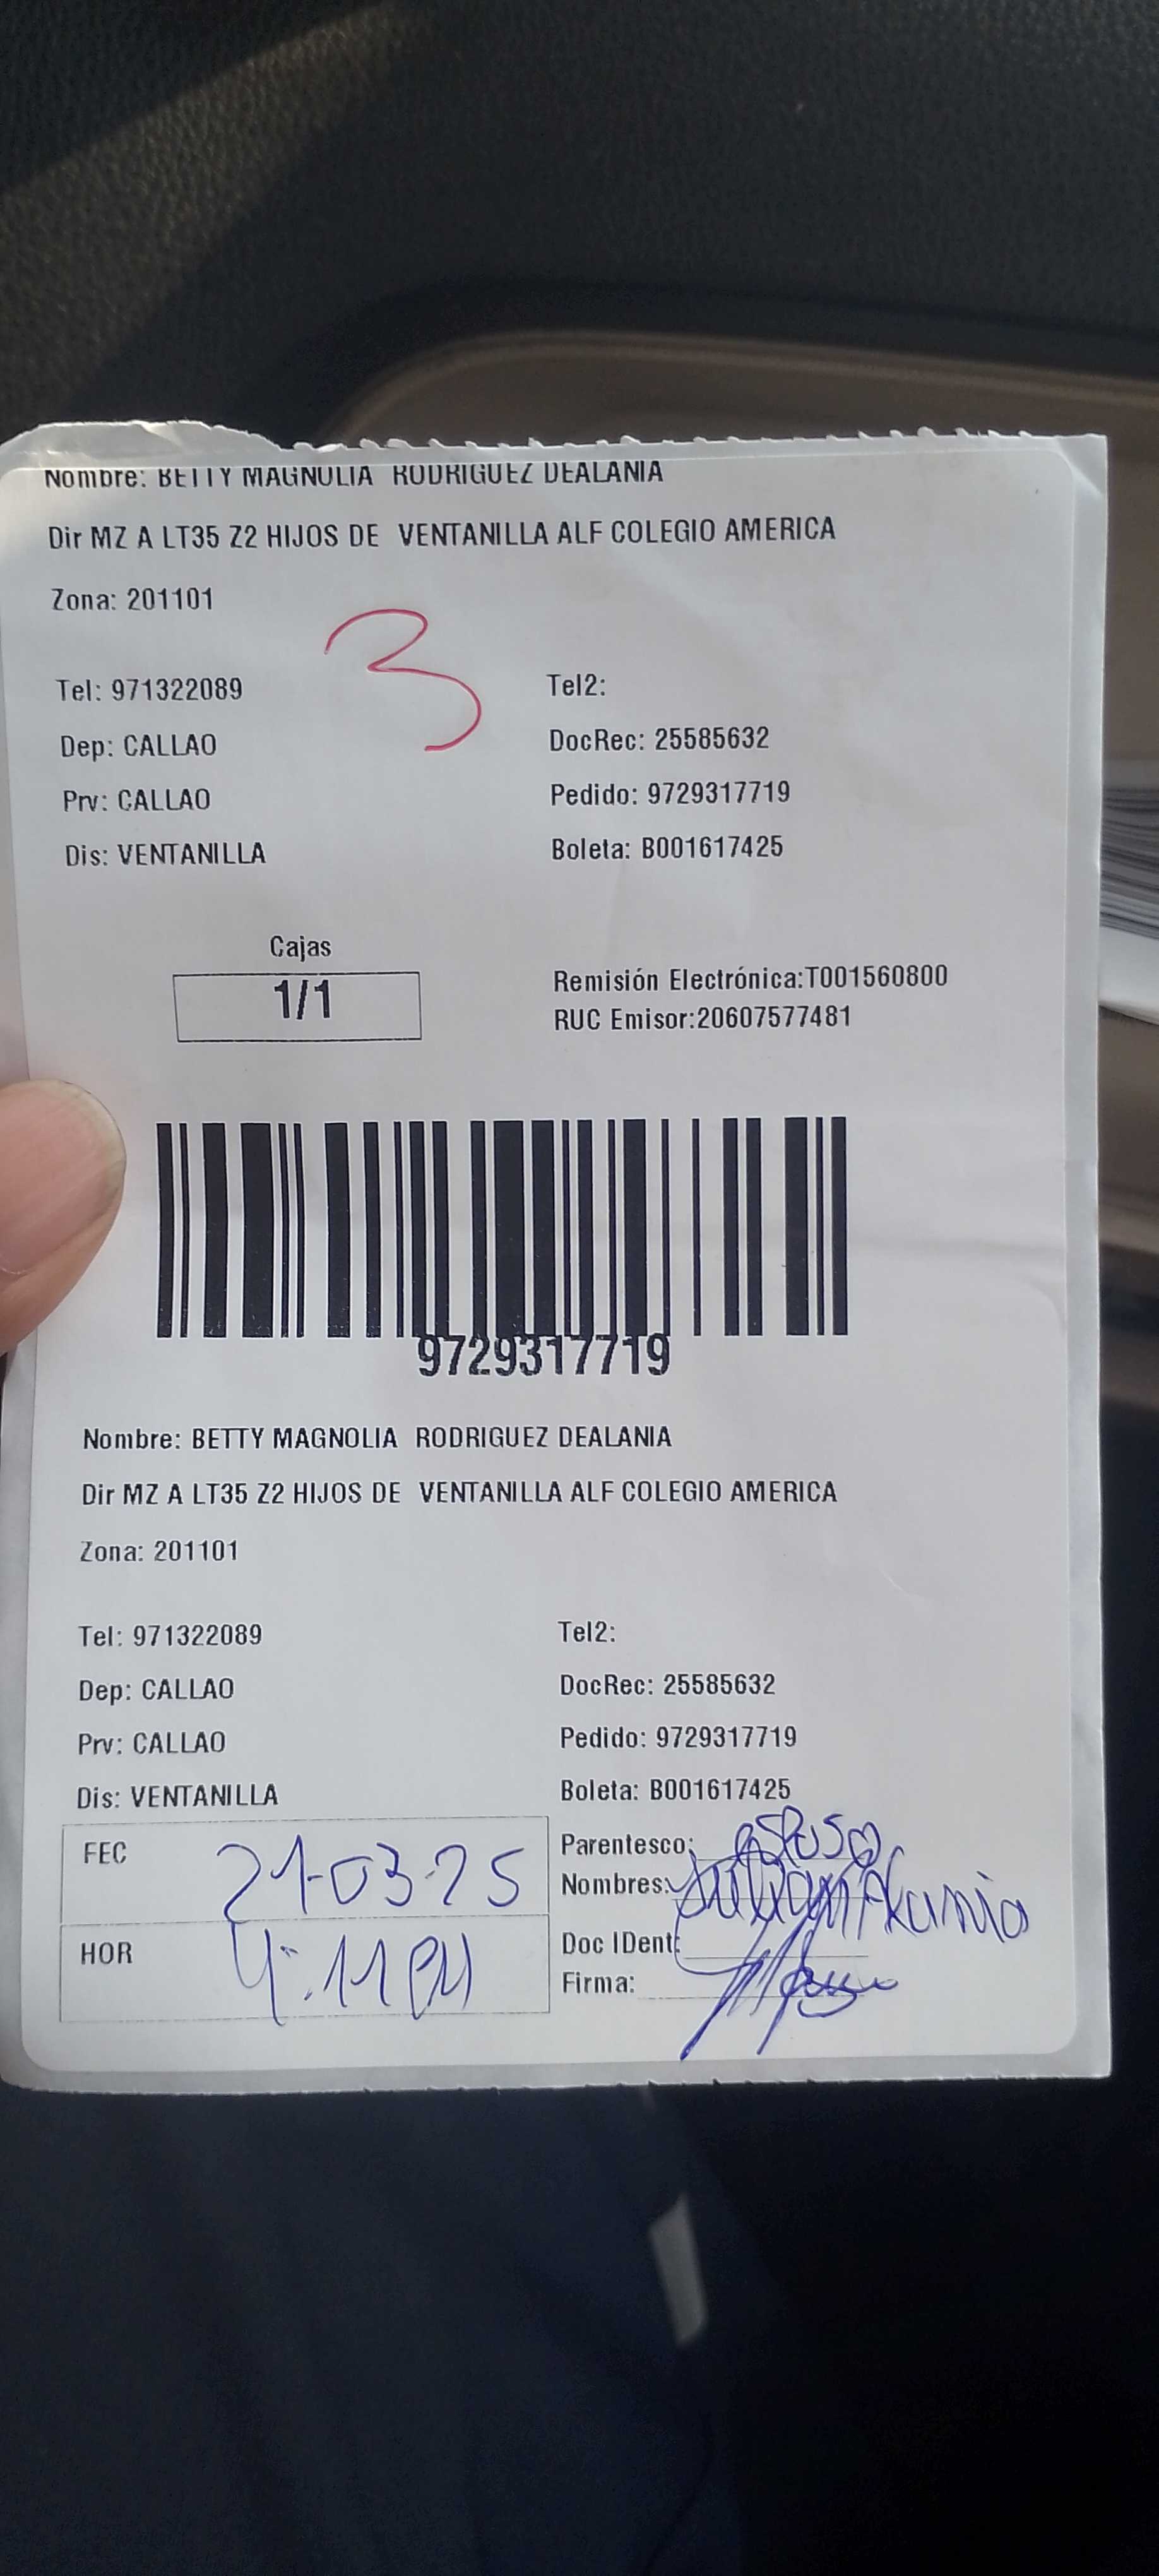 Nombre: BETTY MAGNOLIA RODRIGUEZ DEALANIA
Dir MZ A LT35 Z2 HIJOS DE VENTANILLA ALF COLEGIO AMERICA
Zona: 201101
3
Tel: 971322089 Tel2:
Dep: CALLAO DocRec: 25585632
Prv: CALLAO Pedido: 9729317719
Dis: VENTANILLA Boleta: B001617425
Cajas
1/1
Remisión Electrónica:T001560800
RUC Emisor:20607577481
9729317719
Nombre: BETTY MAGNOLIA RODRIGUEZ DEALANIA
Dir MZ A LT35 Z2 HIJOS DE VENTANILLA ALF COLEGIO AMERICA
Zona: 201101
Tel: 971322089 Tel2:
Dep: CALLAO DocRec: 25585632
Prv: CALLAO Pedido: 9729317719
Dis: VENTANILLA Boleta: B001617425
FEC 21-03-25 Parentesco: esposo
Nombres:
HOR 4:11 PM Doc IDent:
Firma: